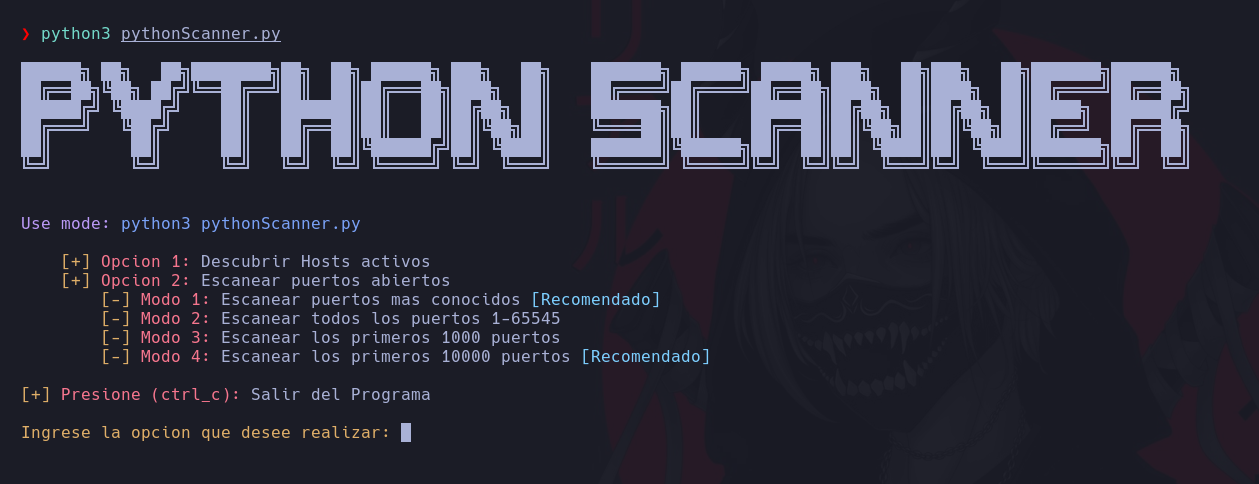 ❯ python3 pythonScanner.py
PYTHON SCANNER
Use mode: python3 pythonScanner.py
[+] Opcion 1: Descubrir Hosts activos
[+] Opcion 2: Escanear puertos abiertos
[-] Modo 1: Escanear puertos mas conocidos [Recomendado]
[-] Modo 2: Escanear todos los puertos 1-65545
[-] Modo 3: Escanear los primeros 1000 puertos
[-] Modo 4: Escanear los primeros 10000 puertos [Recomendado]
[+] Presione (ctrl_c): Salir del Programa
Ingrese la opcion que desee realizar: